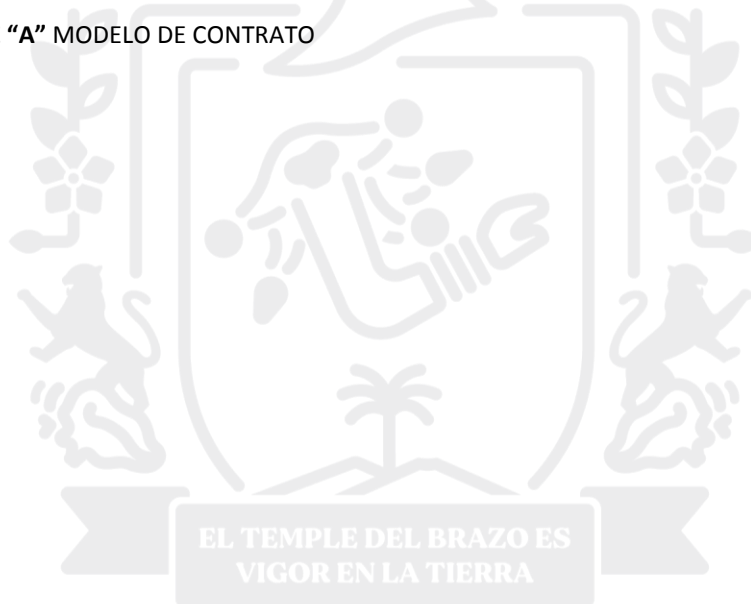 “A” MODELO DE CONTRATO
EL TEMPLE DEL BRAZO ES
VIGOR EN LA TIERRA